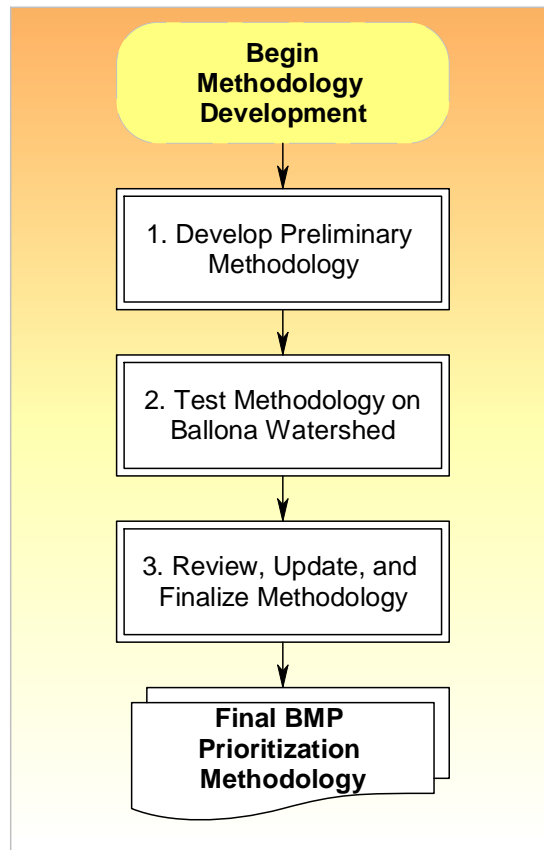 Begin
Methodology
Development
1. Develop Preliminary
Methodology
2. Test Methodology on
Ballona Watershed
3. Review, Update, and
Finalize Methodology
Final BMP
Prioritization
Methodology